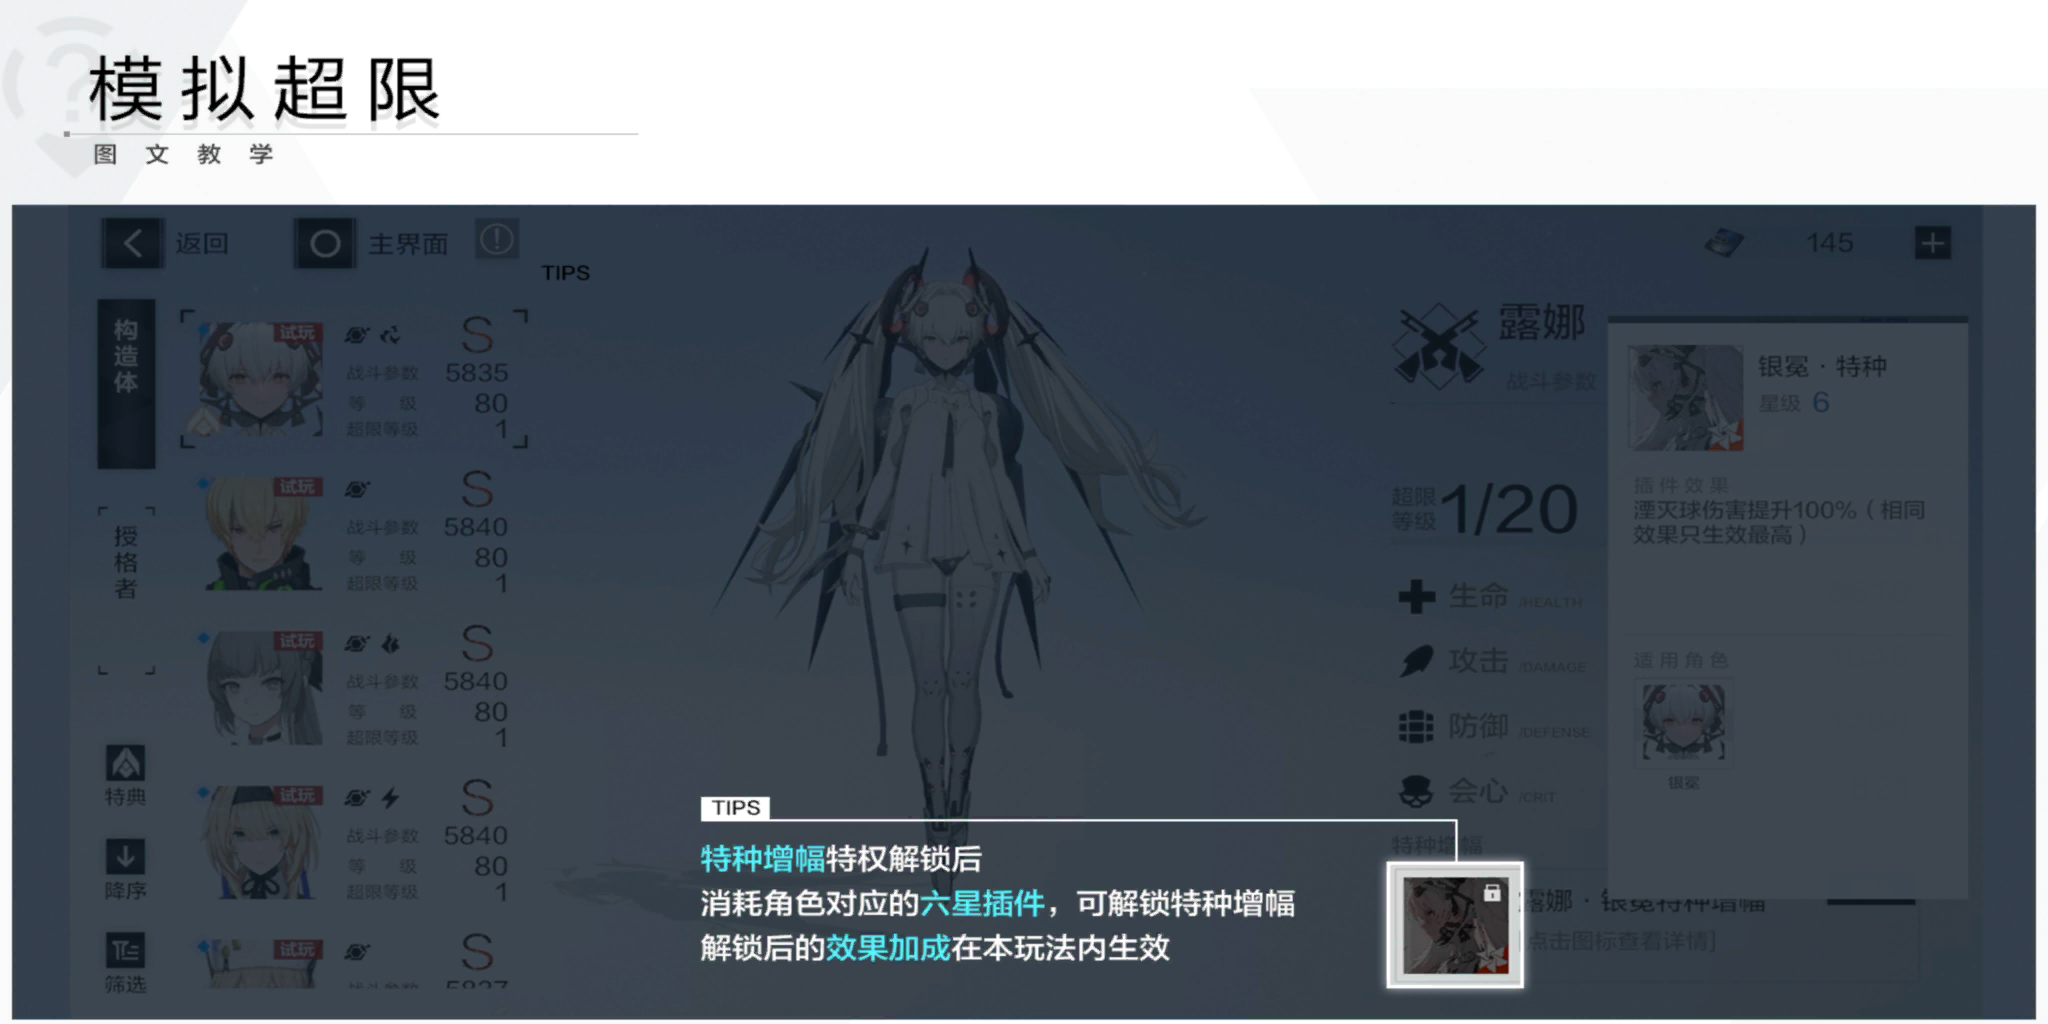 模拟超限
图文教学
返回
主界面
TIPS
145
构造体
授格者
特典
降序
筛选
试玩
S
战斗参数 5835
等级 80
超限等级 1
试玩
S
战斗参数 5840
等级 80
超限等级 1
试玩
S
战斗参数 5840
等级 80
超限等级 1
试玩
S
战斗参数 5840
等级 80
超限等级 1
试玩
S
露娜
战斗参数
超限等级 1/20
生命 /HEALTH
攻击 /DAMAGE
防御 /DEFENSE
会心 /CRIT
特种增幅
露娜·银冕特种增幅
点击图标查看详情]
银冕·特种
星级 6
插件效果
湮灭球伤害提升100%（相同
效果只生效最高）
适用角色
银冕
TIPS
特种增幅特权解锁后
消耗角色对应的六星插件，可解锁特种增幅
解锁后的效果加成在本玩法内生效